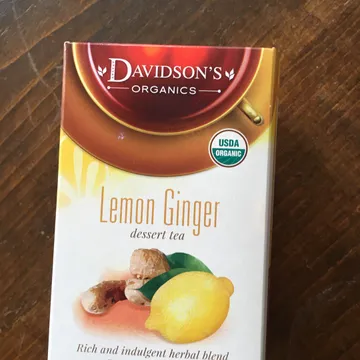 DAVIDSON'S
ORGANICS
USDA
ORGANIC
Lemon Ginger
dessert tea
Rich and indulgent herbal blend